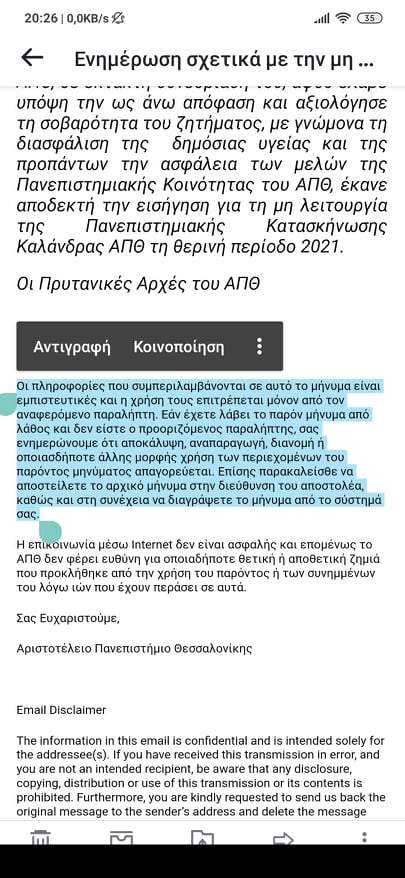 20:26 | 0,0KB/s
35
Ενημέρωση σχετικά με την μη ...
υπόψη την ως άνω απόφαση και αξιολόγησε
τη σοβαρότητα του ζητήματος, με γνώμονα τη
διασφάλιση της δημόσιας υγείας και της
προπάντων την ασφάλεια των μελών της
Πανεπιστημιακής Κοινότητας του ΑΠΘ, έκανε
αποδεκτή την εισήγηση για τη μη λειτουργία
της Πανεπιστημιακής Κατασκήνωσης
Καλάνδρας ΑΠΘ τη θερινή περίοδο 2021.
Οι Πρυτανικές Αρχές του ΑΠΘ
Αντιγραφή Κοινοποίηση
Οι πληροφορίες που συμπεριλαμβάνονται σε αυτό το μήνυμα είναι
εμπιστευτικές και η χρήση τους επιτρέπεται μόνον από τον
αναφερόμενο παραλήπτη. Εάν έχετε λάβει το παρόν μήνυμα από
λάθος και δεν είστε ο προοριζόμενος παραλήπτης, σας
ενημερώνουμε ότι αποκάλυψη, αναπαραγωγή, διανομή ή
οποιασδήποτε άλλης μορφής χρήση των περιεχομένων του
παρόντος μηνύματος απαγορεύεται. Επίσης παρακαλείσθε να
αποστείλετε το αρχικό μήνυμα στην διεύθυνση του αποστολέα,
καθώς και στη συνέχεια να διαγράψετε το μήνυμα από το σύστημά
σας.
Η επικοινωνία μέσω Internet δεν είναι ασφαλής και επομένως το
ΑΠΘ δεν φέρει ευθύνη για οποιαδήποτε θετική ή αποθετική ζημιά
που προκλήθηκε από την χρήση του παρόντος ή των συνημμένων
του λόγω ιών που έχουν περάσει σε αυτά.
Σας Ευχαριστούμε,
Αριστοτέλειο Πανεπιστήμιο Θεσσαλονίκης
Email Disclaimer
The information in this email is confidential and is intended solely for
the addressee(s). If you have received this transmission in error, and
you are not an intended recipient, be aware that any disclosure,
copying, distribution or use of this transmission or its contents is
prohibited. Furthermore, you are kindly requested to send us back the
original message to the sender's address and delete the message